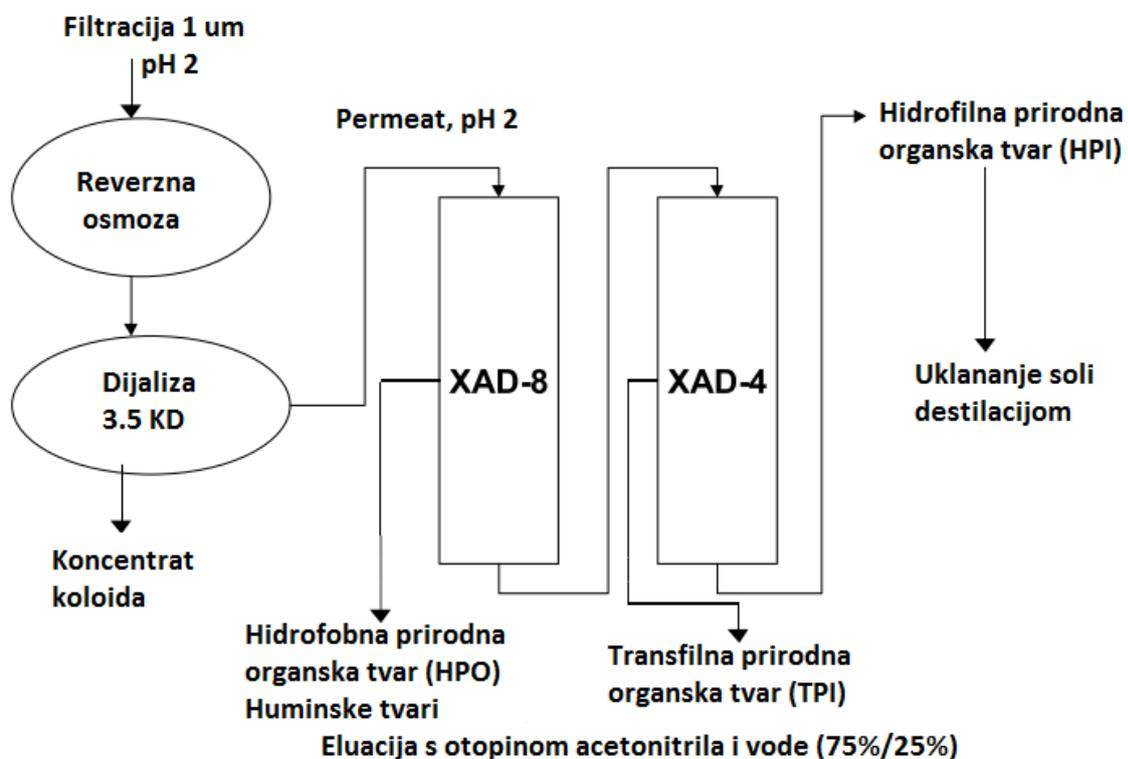 Filtracija 1 um
pH 2
Reverzna
osmoza
Dijaliza
3.5 KD
Koncentrat
koloida
Permeat, pH 2
XAD-8
Hidrofobna prirodna
organska tvar (HPO)
Huminske tvari
XAD-4
Transfilna prirodna
organska tvar (TPI)
Hidrofilna prirodna
organska tvar (HPI)
Uklananje soli
destilacijom
Eluacija s otopinom acetonitrila i vode (75%/25%)